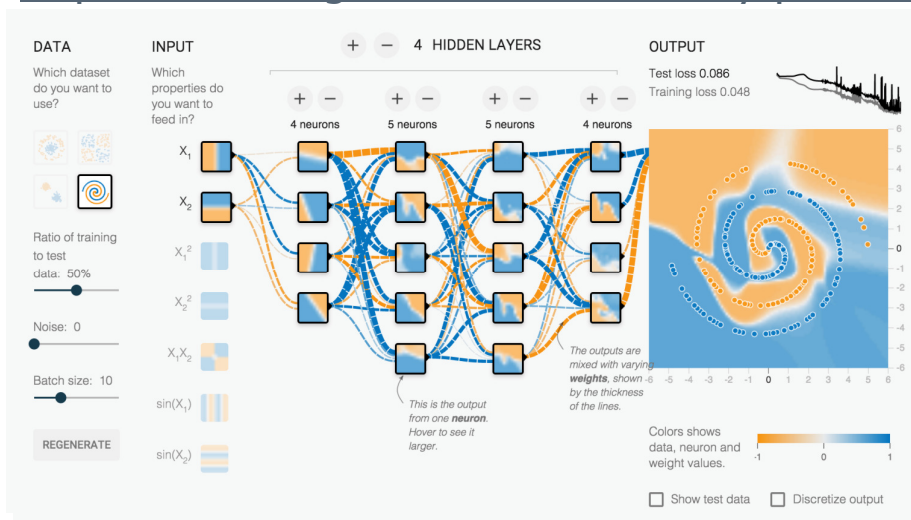 DATA
Which dataset
do you want to
use?
Ratio of training
to test
data: 50%
Noise: 0
Batch size: 10
REGENERATE
INPUT
Which
properties do
you want to
feed in?
X1
X2
X1²
X2²
X1X2
sin(X1)
sin(X2)
+ − 4 HIDDEN LAYERS
+ − + − + − + −
4 neurons 5 neurons 5 neurons 4 neurons
This is the output
from one neuron.
Hover to see it
larger.
The outputs are
mixed with varying
weights, shown
by the thickness
of the lines.
OUTPUT
Test loss 0.086
Training loss 0.048
6
5
4
3
2
1
0
-1
-2
-3
-4
-5
-6
-6 -5 -4 -3 -2 -1 0 1 2 3 4 5 6
Colors shows
data, neuron and
weight values.
-1 0 1
Show test data Discretize output